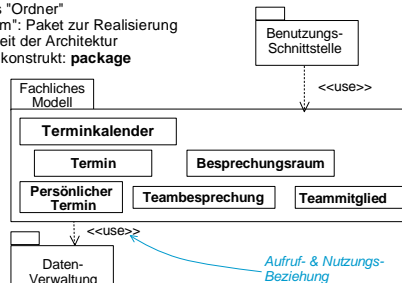 "Ordner"
": Paket zur Realisierung
eit der Architektur
konstrukt: package
Benutzungs-
Schnittstelle
<<use>>
Fachliches
Modell
Terminkalender
Termin
Besprechungsraum
Persönlicher
Termin
Teambesprechung
Teammitglied
<<use>>
Aufruf- & Nutzungs-
Beziehung
Daten-
Verwaltung